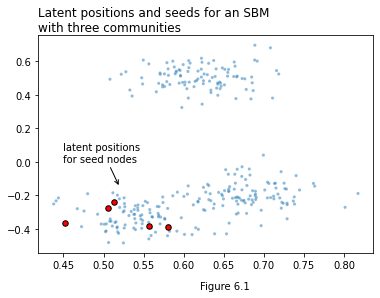 Latent positions and seeds for an SBM
with three communities
0.6
0.4
0.2
0.0
−0.2
−0.4
latent positions
for seed nodes
0.45 0.50 0.55 0.60 0.65 0.70 0.75 0.80
Figure 6.1